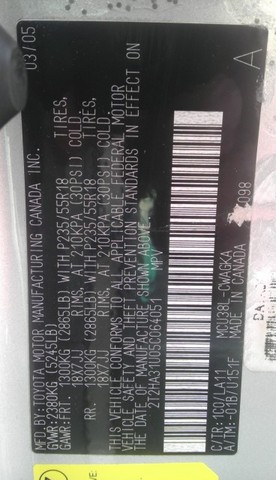 MFD. BY: TOYOTA MOTOR MANUFACTURING CANADA INC. 03/05
GVWR: 2380KG (5245LB)
GAWR: FRT. 1300KG (2865LB) WITH P235/55R18 TIRES,
18X7JJ RIMS, AT 210KPA (30PSI) COLD.
RR. 1300KG (2865LB) WITH P235/55R18 TIRES,
18X7JJ RIMS, AT 210KPA (30PSI) COLD.
THIS VEHICLE CONFORMS TO ALL APPLICABLE FEDERAL MOTOR
VEHICLE SAFETY AND THEFT PREVENTION STANDARDS IN EFFECT ON
THE DATE OF MANUFACTURE SHOWN ABOVE.
2T2HA31U05C064051 MPV
C/TR: 1C0/LA11 MCU38L-CWAGKA A
A/TM: -01B/U151F